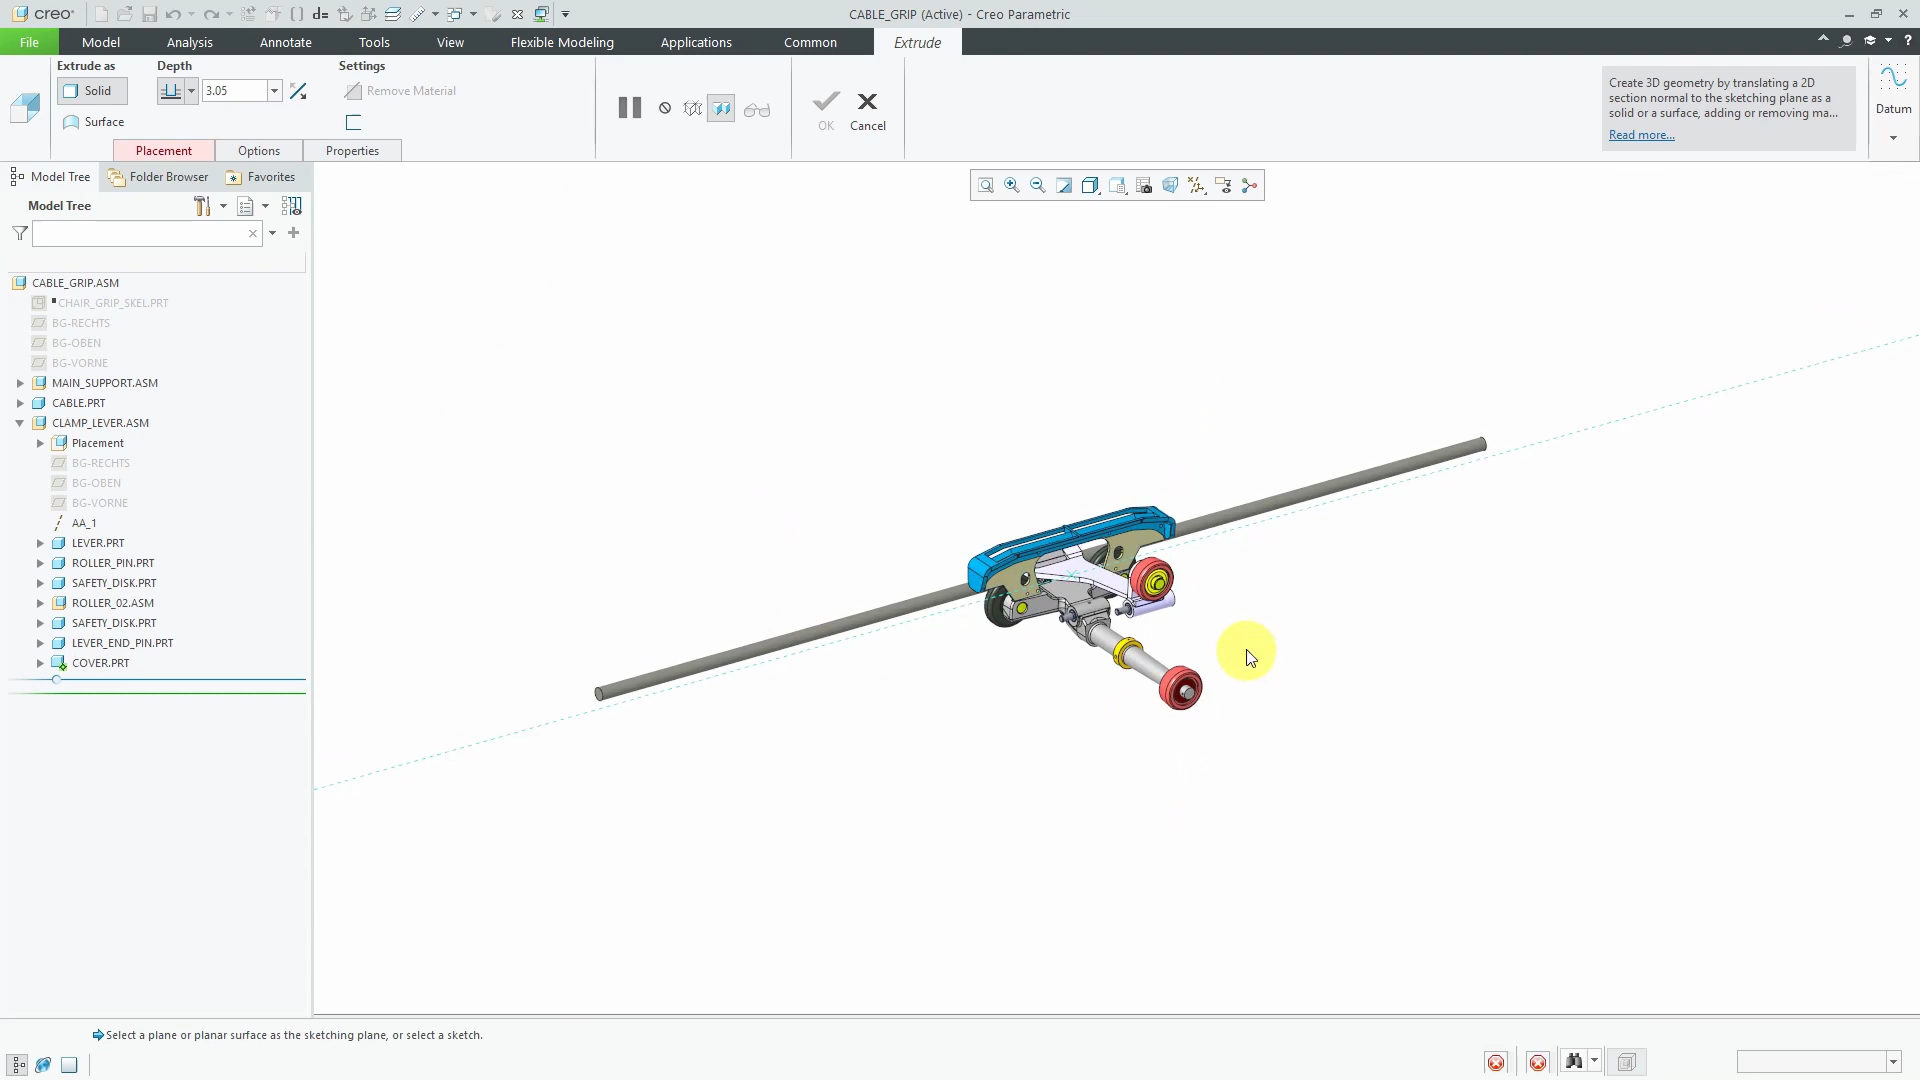 creo
CABLE_GRIP (Active) - Creo Parametric
File
Model
Analysis
Annotate
Tools
View
Flexible Modeling
Applications
Common
Extrude
Extrude as
Depth
Settings
Solid
3.05
Remove Material
Surface
OK
Cancel
Create 3D geometry by translating a 2D
section normal to the sketching plane as a
solid or a surface, adding or removing ma...
Read more...
Datum
Placement
Options
Properties
Model Tree
Folder Browser
Favorites
Model Tree
CABLE_GRIP.ASM
CHAIR_GRIP_SKEL.PRT
BG-RECHTS
BG-OBEN
BG-VORNE
MAIN_SUPPORT.ASM
CABLE.PRT
CLAMP_LEVER.ASM
Placement
BG-RECHTS
BG-OBEN
BG-VORNE
AA_1
LEVER.PRT
ROLLER_PIN.PRT
SAFETY_DISK.PRT
ROLLER_02.ASM
SAFETY_DISK.PRT
LEVER_END_PIN.PRT
COVER.PRT
Select a plane or planar surface as the sketching plane, or select a sketch.